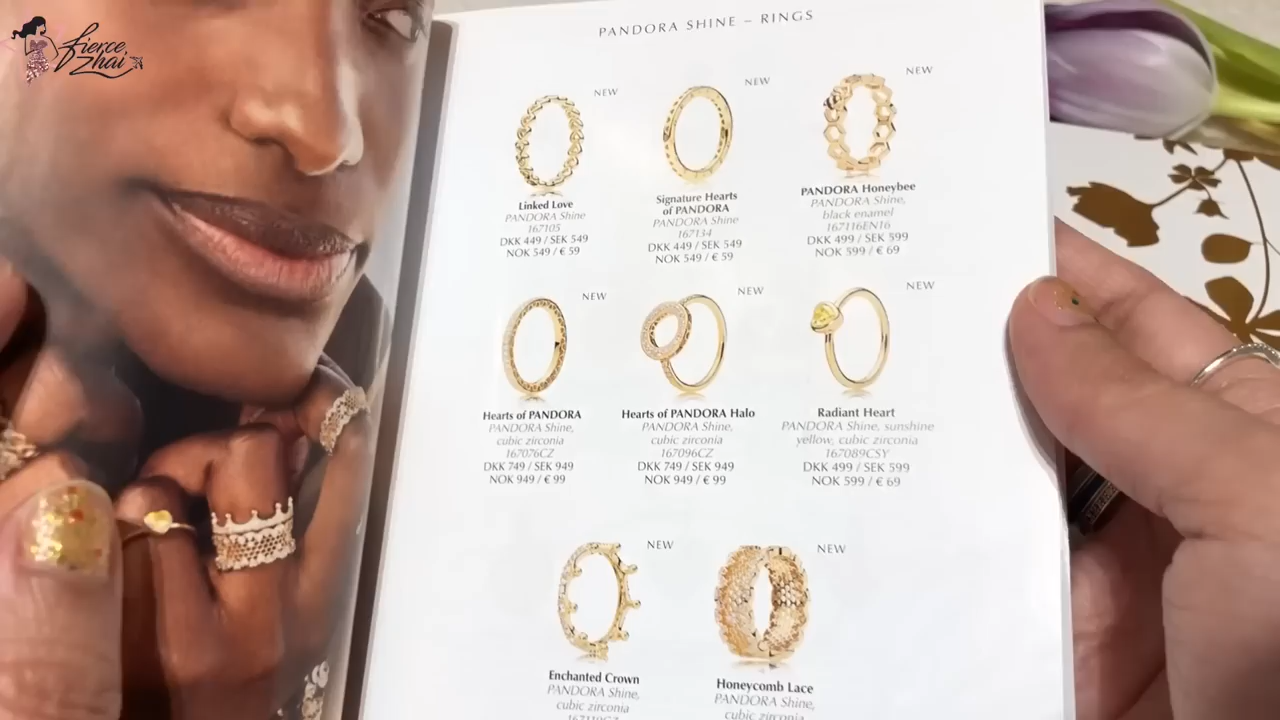 Fierce
Zhai
PANDORA SHINE – RINGS
NEW
NEW
NEW
Linked Love
PANDORA Shine
167105
DKK 449 / SEK 549
NOK 549 / € 59
Signature Hearts
of PANDORA
PANDORA Shine
167134
DKK 449 / SEK 549
NOK 549 / € 59
PANDORA Honeybee
PANDORA Shine,
black enamel
167116EN16
DKK 499 / SEK 599
NOK 599 / € 69
NEW
NEW
NEW
Hearts of PANDORA
PANDORA Shine,
cubic zirconia
167076CZ
DKK 749 / SEK 949
NOK 949 / € 99
Hearts of PANDORA Halo
PANDORA Shine,
cubic zirconia
167096CZ
DKK 749 / SEK 949
NOK 949 / € 99
Radiant Heart
PANDORA Shine, sunshine
yellow, cubic zirconia
167089CSY
DKK 499 / SEK 599
NOK 599 / € 69
NEW
NEW
Enchanted Crown
PANDORA Shine,
cubic zirconia
Honeycomb Lace
PANDORA Shine,
cubic zirconia